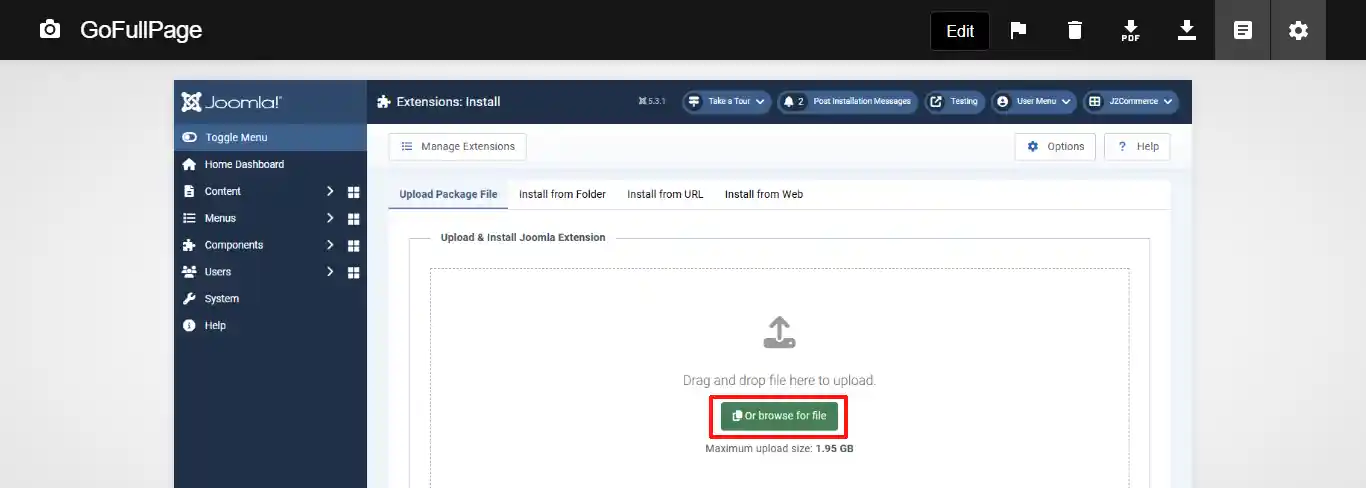 GoFullPage
Edit
PDF
Joomla!
Extensions: Install
5.3.1
Take a Tour
2 Post Installation Messages
Testing
User Menu
J2Commerce
Toggle Menu
Home Dashboard
Content
Menus
Components
Users
System
Help
Manage Extensions
Options
? Help
Upload Package File
Install from Folder
Install from URL
Install from Web
Upload & Install Joomla Extension
Drag and drop file here to upload.
Or browse for file
Maximum upload size: 1.95 GB